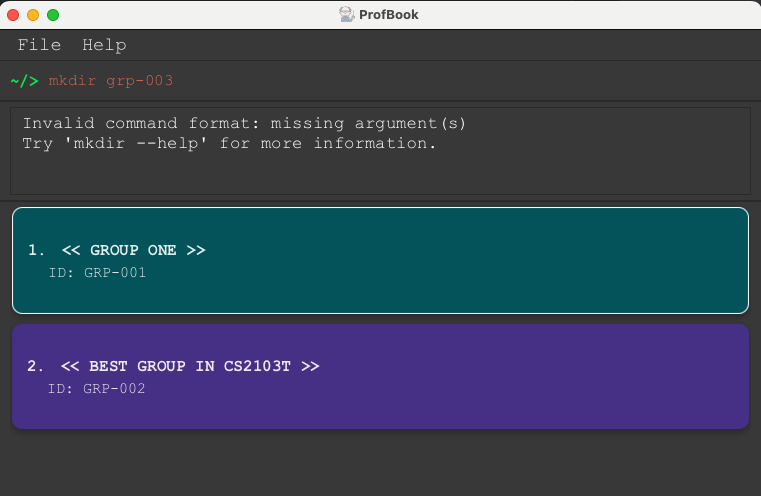 ProfBook
File Help
~/> mkdir grp-003
Invalid command format: missing argument(s)
Try 'mkdir --help' for more information.
1. << GROUP ONE >>
ID: GRP-001
2. << BEST GROUP IN CS2103T >>
ID: GRP-002